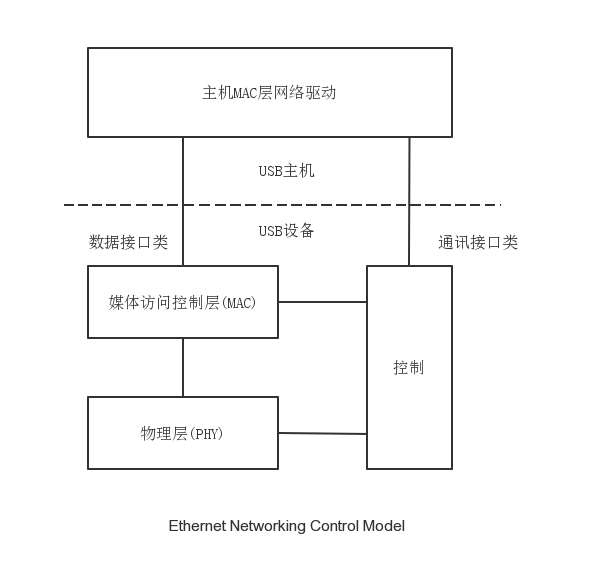 主机MAC层网络驱动
USB主机
USB设备
数据接口类
通讯接口类
媒体访问控制层(MAC)
控制
物理层(PHY)
Ethernet Networking Control Model